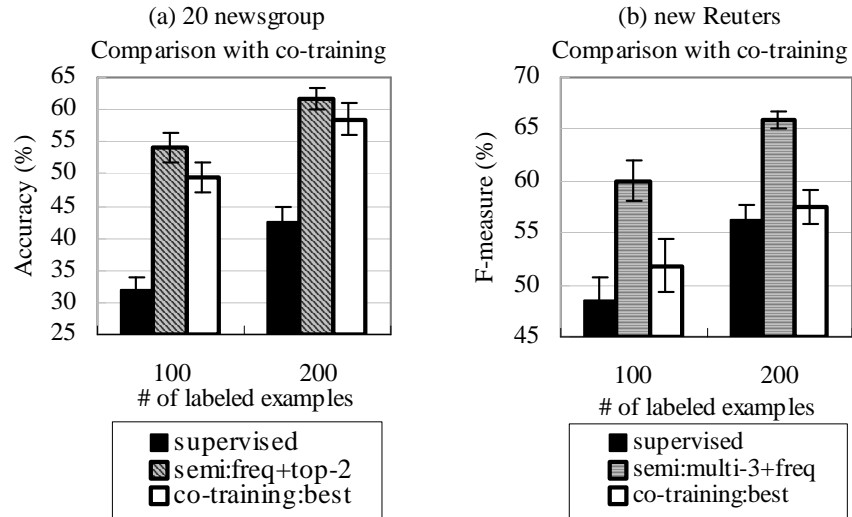 (a) 20 newsgroup
Comparison with co-training
65
60
55
50
45
40
35
30
25
Accuracy (%)
100
200
# of labeled examples
supervised
semi:freq+top-2
co-training:best
(b) new Reuters
Comparison with co-training
70
65
60
55
50
45
F-measure (%)
100
200
# of labeled examples
supervised
semi:multi-3+freq
co-training:best